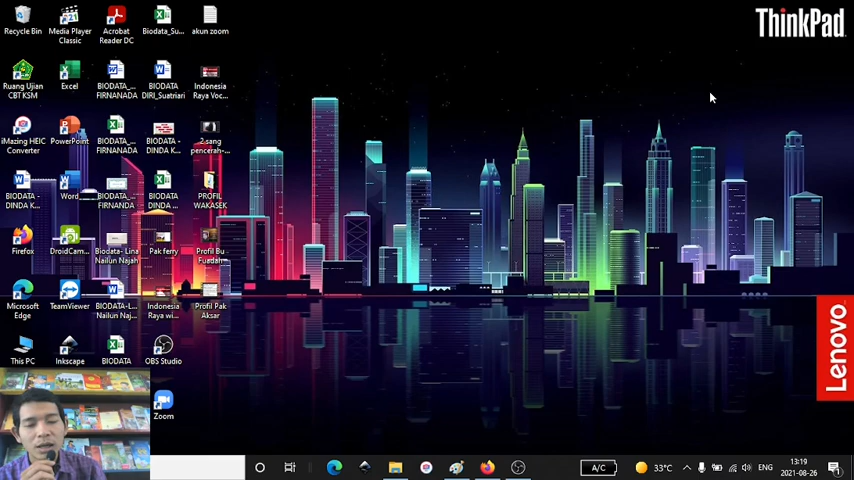 ThinkPad
Recycle Bin
Media Player
Classic
Acrobat
Reader DC
Biodata_Su...
akun zoom
Ruang Ujian
CBT KSM
Excel
BIODATA_...
FIRNANDA
BIODATA
DIRI_Suatriari
Indonesia
Raya Voc...
iMazing HEIC
Converter
PowerPoint
BIODATA_...
FIRNANDA
BIODATA -
DINDA K...
2 sang
pencerah-...
BIODATA -
DINDA K...
Word
BIODATA_...
FIRNANDA
BIODATA -
DINDA K...
PROFIL
WAKASEK
Firefox
DroidCam...
Biodata- Lina
Nailun Najah
Pak ferry
Profil Bu
Fuadah
Microsoft
Edge
TeamViewer
BIODATA-L...
Nailun Naj...
Indonesia
Raya wi...
Profil Pak
Aksar
This PC
Inkscape
BIODATA
OBS Studio
Zoom
Lenovo
A/C
33°C
ENG
13:19
2021-08-26
1